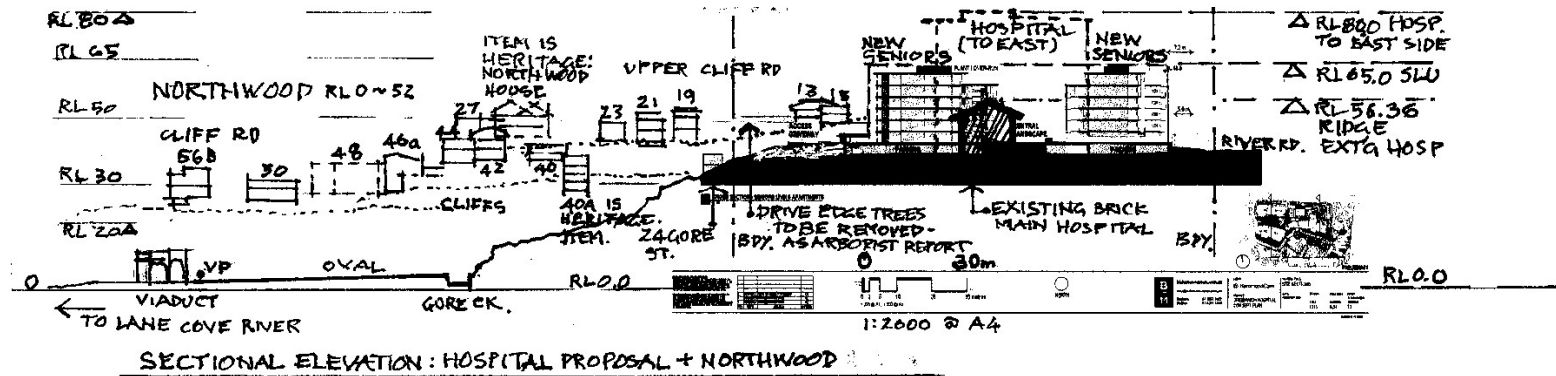 RL 80
RL 65
RL 50
RL 30
RL 20
0
NORTHWOOD RL 0 ~ 52
CLIFF RD
56B
30
48
46a
44
27
42
40
ITEM IS
HERITAGE:
NORTHWOOD
HOUSE
UPPER CLIFF RD
23
21
19
13
15
CLIFFS
40A IS
HERITAGE
ITEM.
24 GORE
ST.
VP
OVAL
VIADUCT
GORE CK.
← TO LANE COVE RIVER
NEW
SENIORS
HOSPITAL
(TO EAST)
NEW
SENIORS
RL 80.0 HOSP.
TO EAST SIDE
RL 65.0 SLU
RL 56.36
RIDGE
EXTG HOSP
RIVER RD.
DRIVE EDGE TREES
TO BE REMOVED -
AS ARBORIST REPORT
BDY.
EXISTING BRICK
MAIN HOSPITAL
BDY.
0 30m
RL 0.0
RL 0.0
1:2000 @ A4
SECTIONAL ELEVATION : HOSPITAL PROPOSAL + NORTHWOOD